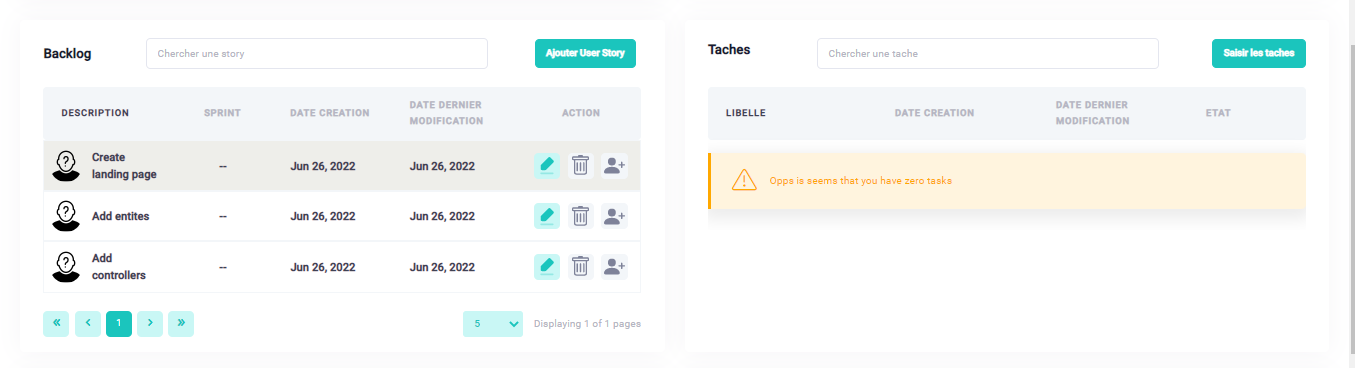 Backlog
Chercher une story
Ajouter User Story
DESCRIPTION SPRINT DATE CREATION DATE DERNIER MODIFICATION ACTION
Create landing page -- Jun 26, 2022 Jun 26, 2022
Add entites -- Jun 26, 2022 Jun 26, 2022
Add controllers -- Jun 26, 2022 Jun 26, 2022
« ‹ 1 › »
5
Displaying 1 of 1 pages
Taches
Chercher une tache
Saisir les taches
LIBELLE DATE CREATION DATE DERNIER MODIFICATION ETAT
Opps is seems that you have zero tasks